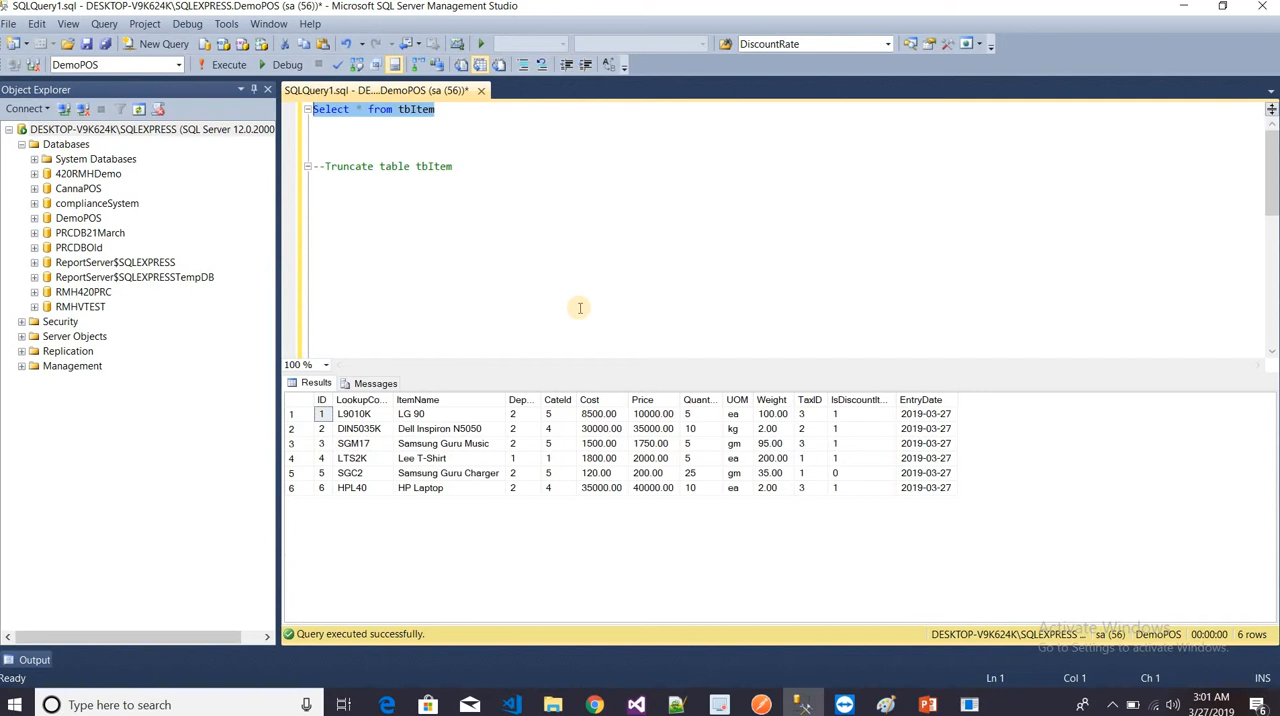 SQLQuery1.sql - DESKTOP-V9K624K\SQLEXPRESS.DemoPOS (sa (56))* - Microsoft SQL Server Management Studio
File Edit View Query Project Debug Tools Window Help
New Query DiscountRate
DemoPOS Execute Debug
Object Explorer
SQLQuery1.sql - DE....DemoPOS (sa (56))*
Connect
DESKTOP-V9K624K\SQLEXPRESS (SQL Server 12.0.2000
Databases
System Databases
420RMHDemo
CannaPOS
complianceSystem
DemoPOS
PRCDB21March
PRCDBOld
ReportServer$SQLEXPRESS
ReportServer$SQLEXPRESSTempDB
RMH420PRC
RMHVTEST
Security
Server Objects
Replication
Management
Select * from tbItem
--Truncate table tbItem
100 %
Results Messages
ID LookupCo... ItemName Dep... CateId Cost Price Quant... UOM Weight TaxID IsDiscountIt... EntryDate
1 1 L9010K LG 90 2 5 8500.00 10000.00 5 ea 100.00 3 1 2019-03-27
2 2 DIN5035K Dell Inspiron N5050 2 4 30000.00 35000.00 10 kg 2.00 2 1 2019-03-27
3 3 SGM17 Samsung Guru Music 2 5 1500.00 1750.00 5 gm 95.00 3 1 2019-03-27
4 4 LTS2K Lee T-Shirt 1 1 1800.00 2000.00 5 ea 200.00 1 1 2019-03-27
5 5 SGC2 Samsung Guru Charger 2 5 120.00 200.00 25 gm 35.00 1 0 2019-03-27
6 6 HPL40 HP Laptop 2 4 35000.00 40000.00 10 ea 2.00 3 1 2019-03-27
Activate Windows
Go to Settings to activate Windows.
Query executed successfully. DESKTOP-V9K624K\SQLEXPRESS ... sa (56) DemoPOS 00:00:00 6 rows
Output
Ready Ln 1 Col 1 Ch 1 INS
Type here to search
3:01 AM
3/27/2019
6